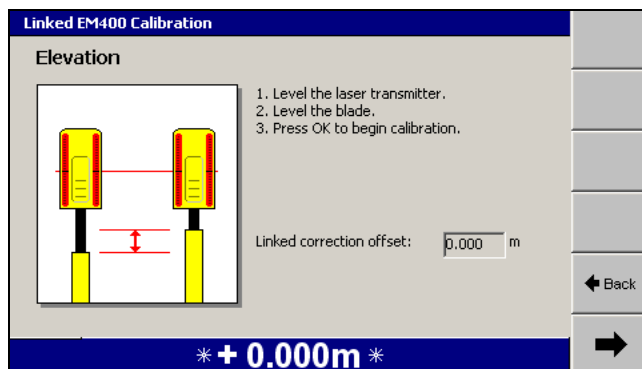 Linked EM400 Calibration
Elevation
1. Level the laser transmitter.
2. Level the blade.
3. Press OK to begin calibration.
Linked correction offset: 0.000 m
Back
+ 0.000m